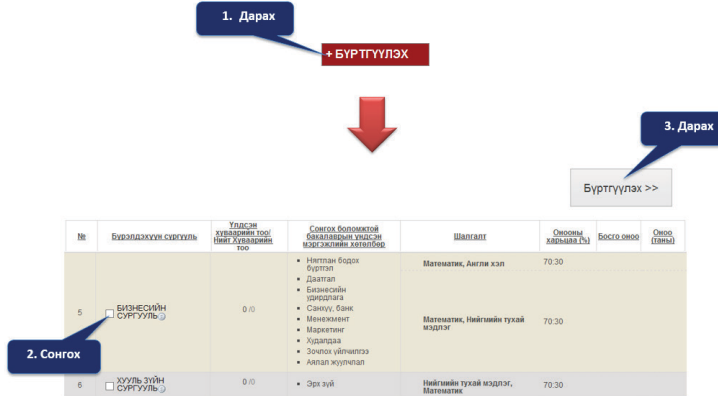 1. Дарах
+ БҮРТГҮҮЛЭХ
3. Дарах
Бүртгүүлэх >>
№
Бүрэлдэхүүн сургууль
Үлдсэн
хуваарийн тоо/
Нийт Хуваарийн
тоо
Сонгох боломжтой
бакалаврын үндсэн
мэргэжлийн хөтөлбөр
Шалгалт
Онооны
харьцаа (%)
Босго оноо
Оноо
(таны)
5
БИЗНЕСИЙН
СУРГУУЛЬ
0 /0
Нягтлан бодох
бүртгэл
Даатгал
Бизнесийн
удирдлага
Санхүү, банк
Менежмент
Маркетинг
Худалдаа
Зочлох үйлчилгээ
Аялал жуулчлал
Математик, Англи хэл
70:30
Математик, Нийгмийн тухай
мэдлэг
70:30
2. Сонгох
6
ХУУЛЬ ЗҮЙН
СУРГУУЛЬ
0 /0
Эрх зүй
Нийгмийн тухай мэдлэг,
Математик
70:30